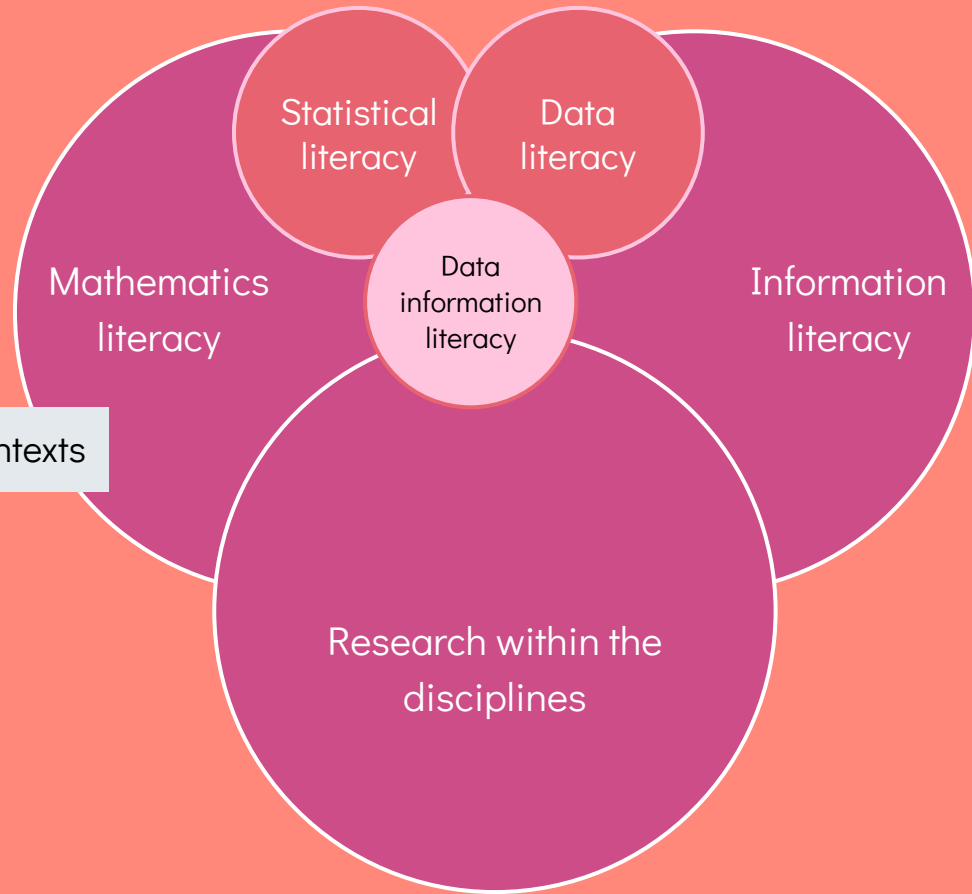 Statistical
literacy
Data
literacy
Data
information
literacy
Mathematics
literacy
Information
literacy
ntexts
Research within the
disciplines